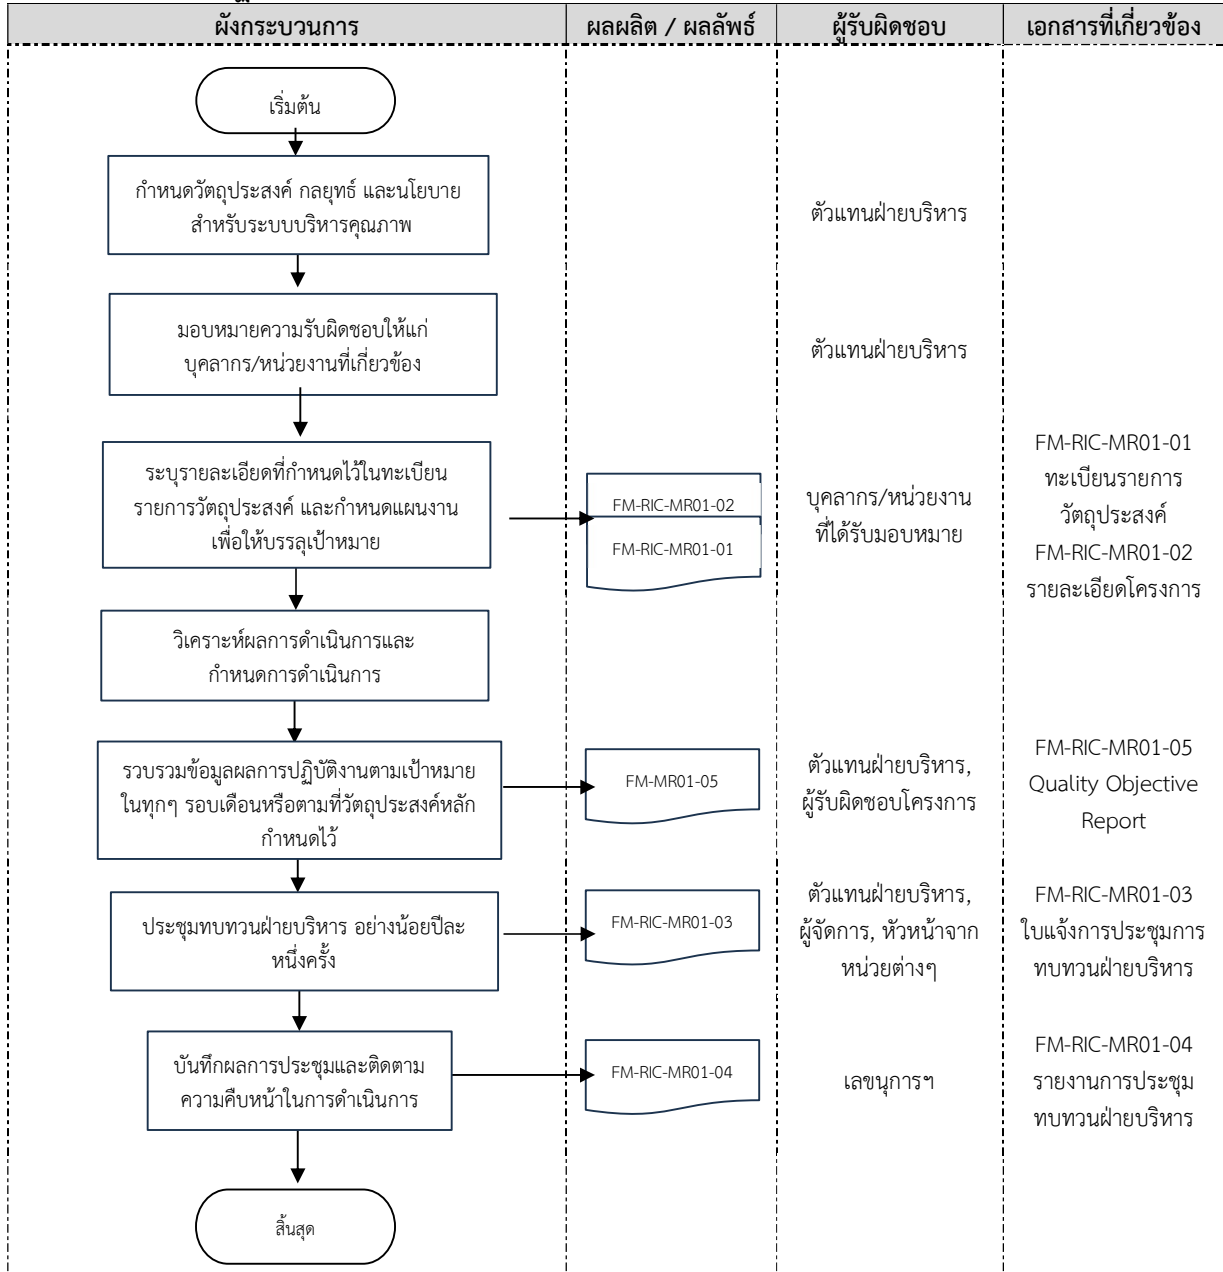 ผังกระบวนการ
ผลผลิต / ผลลัพธ์
ผู้รับผิดชอบ
เอกสารที่เกี่ยวข้อง
เริ่มต้น
กำหนดวัตถุประสงค์ กลยุทธ์ และนโยบาย
สำหรับระบบบริหารคุณภาพ
ตัวแทนฝ่ายบริหาร
มอบหมายความรับผิดชอบให้แก่
บุคลากร/หน่วยงานที่เกี่ยวข้อง
ตัวแทนฝ่ายบริหาร
ระบุรายละเอียดที่กำหนดไว้ในทะเบียน
รายการวัตถุประสงค์ และกำหนดแผนงาน
เพื่อให้บรรลุเป้าหมาย
FM-RIC-MR01-02
FM-RIC-MR01-01
บุคลากร/หน่วยงาน
ที่ได้รับมอบหมาย
FM-RIC-MR01-01
ทะเบียนรายการ
วัตถุประสงค์
FM-RIC-MR01-02
รายละเอียดโครงการ
วิเคราะห์ผลการดำเนินการและ
กำหนดการดำเนินการ
รวบรวมข้อมูลผลการปฏิบัติงานตามเป้าหมาย
ในทุกๆ รอบเดือนหรือตามที่วัตถุประสงค์หลัก
กำหนดไว้
FM-MR01-05
ตัวแทนฝ่ายบริหาร,
ผู้รับผิดชอบโครงการ
FM-RIC-MR01-05
Quality Objective
Report
ประชุมทบทวนฝ่ายบริหาร อย่างน้อยปีละ
หนึ่งครั้ง
FM-RIC-MR01-03
ตัวแทนฝ่ายบริหาร,
ผู้จัดการ, หัวหน้าจาก
หน่วยต่างๆ
FM-RIC-MR01-03
ใบแจ้งการประชุมการ
ทบทวนฝ่ายบริหาร
บันทึกผลการประชุมและติดตาม
ความคืบหน้าในการดำเนินการ
FM-RIC-MR01-04
เลขนุการฯ
FM-RIC-MR01-04
รายงานการประชุม
ทบทวนฝ่ายบริหาร
สิ้นสุด